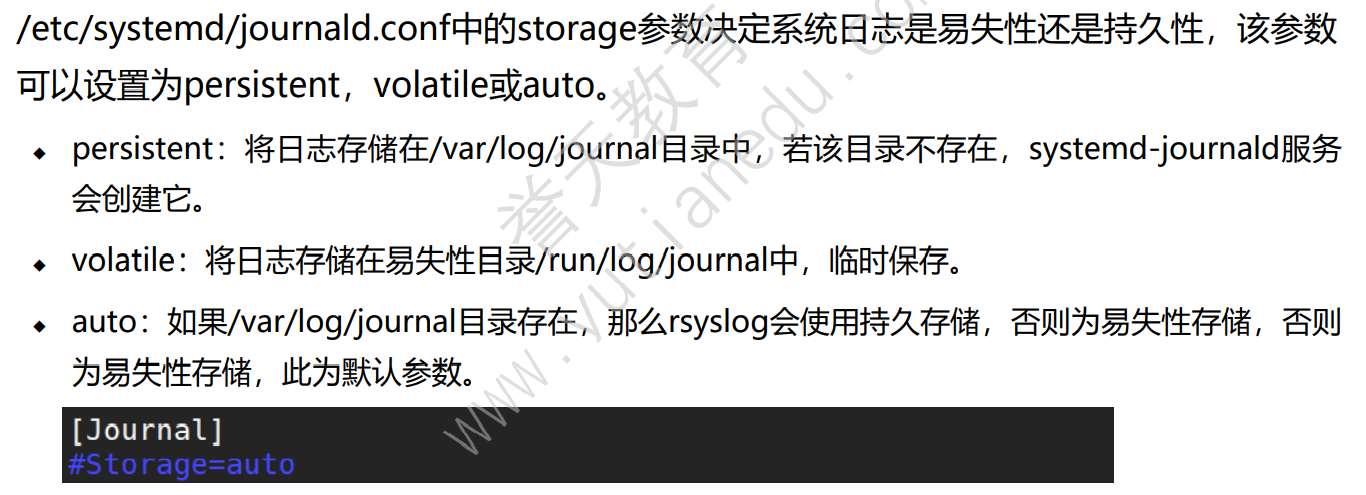 /etc/systemd/journald.conf中的storage参数决定系统日志是易失性还是持久性，该参数
可以设置为persistent，volatile或auto。
◆ persistent：将日志存储在/var/log/journal目录中，若该目录不存在，systemd-journald服务
会创建它。
◆ volatile：将日志存储在易失性目录/run/log/journal中，临时保存。
◆ auto：如果/var/log/journal目录存在，那么rsyslog会使用持久存储，否则为易失性存储，否则
为易失性存储，此为默认参数。
[Journal]
#Storage=auto
誉天教育
www.yutianedu.co